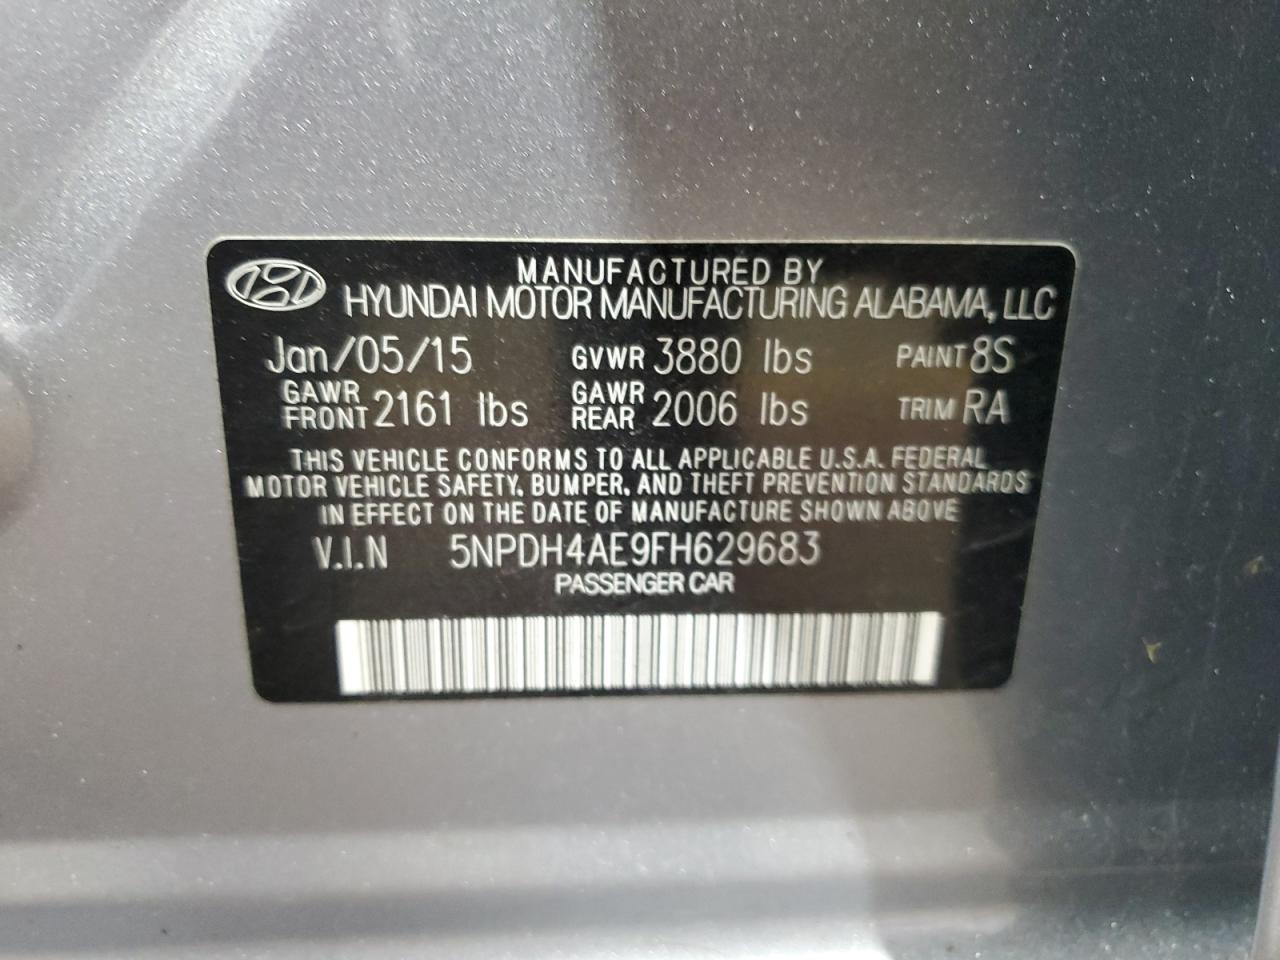 MANUFACTURED BY
HYUNDAI MOTOR MANUFACTURING ALABAMA, LLC
Jan/05/15 GVWR 3880 lbs PAINT 8S
GAWR FRONT 2161 lbs GAWR REAR 2006 lbs TRIM RA
THIS VEHICLE CONFORMS TO ALL APPLICABLE U.S.A. FEDERAL
MOTOR VEHICLE SAFETY, BUMPER, AND THEFT PREVENTION STANDARDS
IN EFFECT ON THE DATE OF MANUFACTURE SHOWN ABOVE
V.I.N 5NPDH4AE9FH629683
PASSENGER CAR